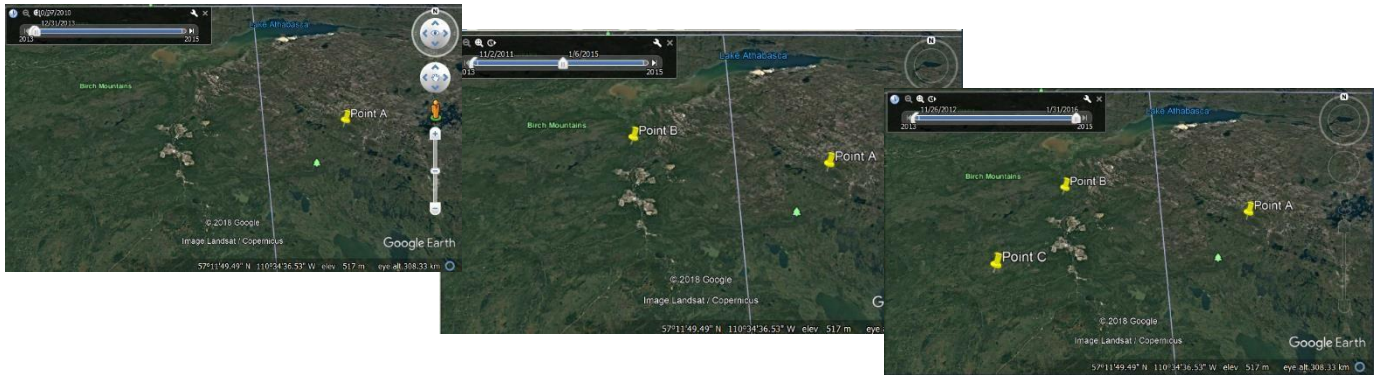 10/27/2010
12/31/2013
2013
2015
Lake Athabasca
N
Birch Mountains
Point A
© 2018 Google
Image Landsat / Copernicus
Google Earth
57°11'49.49" N 110°34'36.53" W elev 517 m eye alt 308.33 km
11/2/2011
1/6/2015
013
2015
Lake Athabasca
N
Birch Mountains
Point B
Point A
© 2018 Google
Image Landsat / Copernicus
G
57°11'49.49" N 110°34'36.53" W elev 517 m eye a
11/26/2012
1/31/2016
2013
2015
Lake Athabasca
N
Birch Mountains
Point B
Point A
Point C
© 2018 Google
Image Landsat / Copernicus
Google Earth
57°11'49.49" N 110°34'36.53" W elev 517 m eye alt 308.33 km